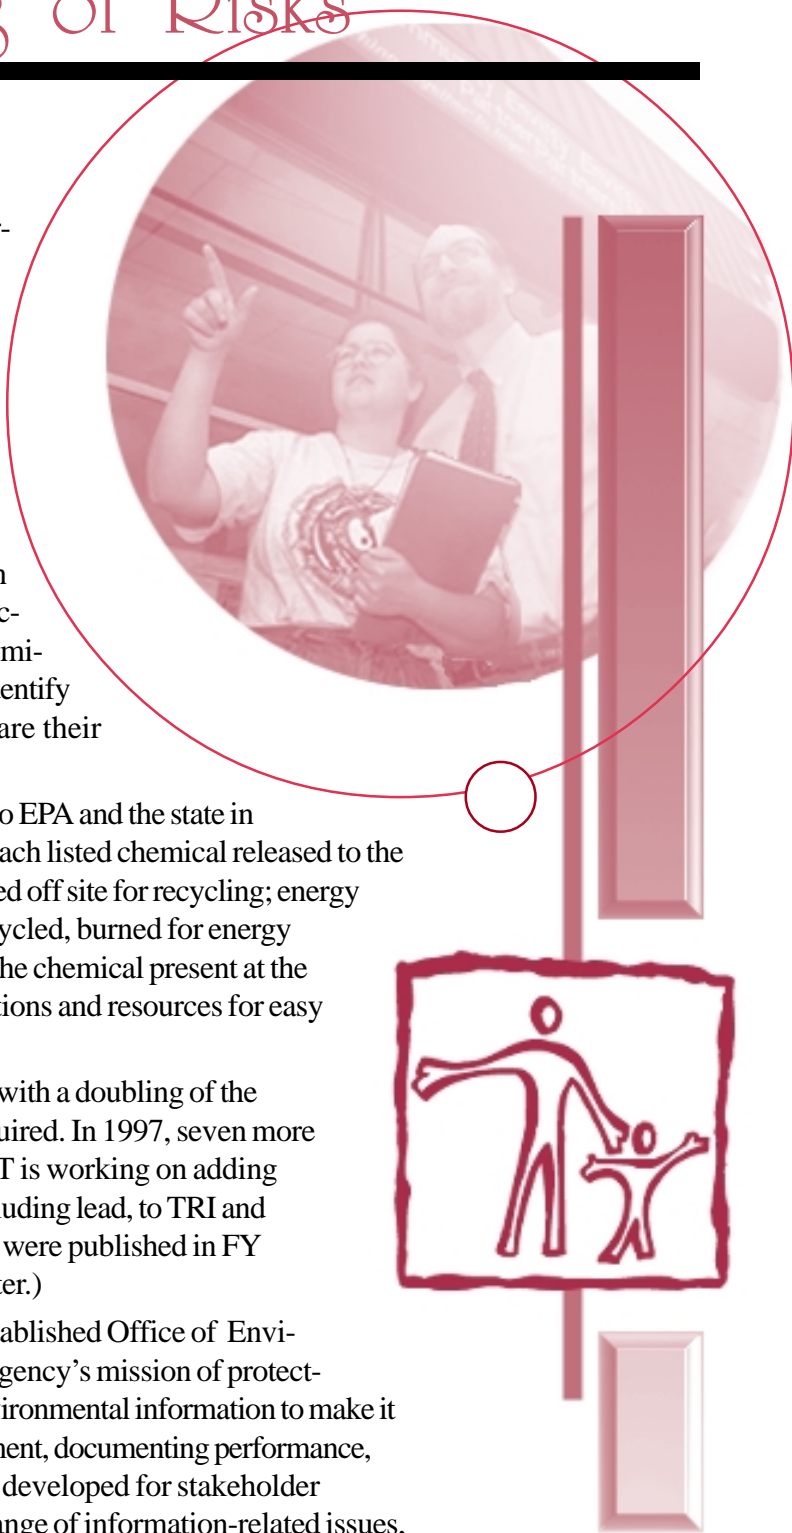 g of Risks
r-
n
c-
mi-
entify
are their
o EPA and the state in
ach listed chemical released to the
ed off site for recycling; energy
ycled, burned for energy
he chemical present at the
tions and resources for easy
with a doubling of the
uired. In 1997, seven more
T is working on adding
luding lead, to TRI and
were published in FY
ter.)
ablished Office of Envi-
gency’s mission of protect-
vironmental information to make it
ment, documenting performance,
developed for stakeholder
ange of information-related issues,